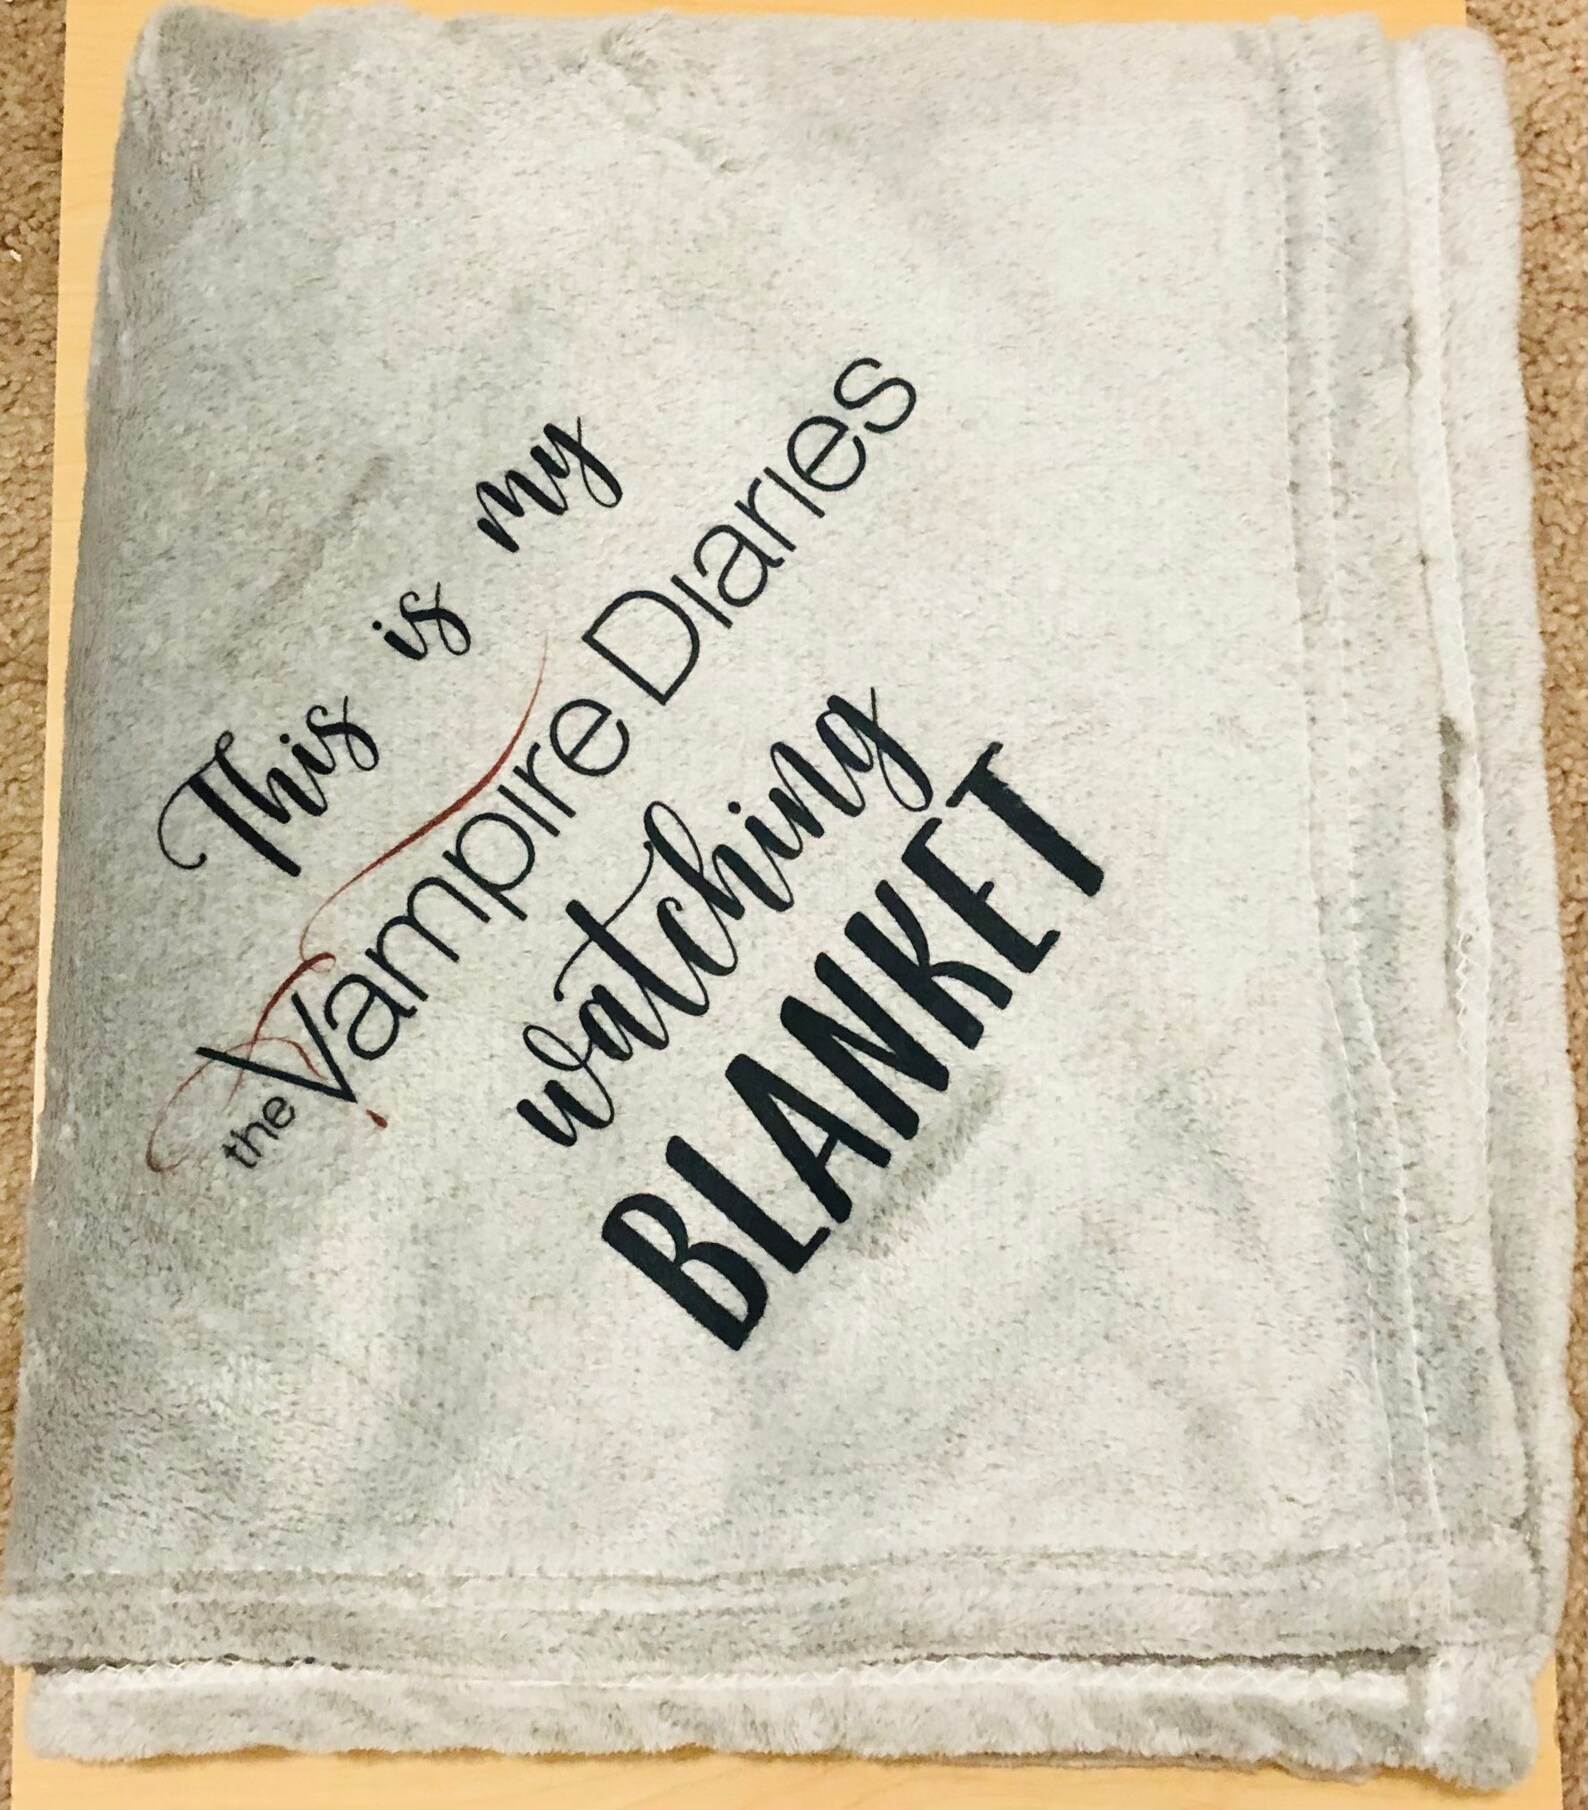 This is my
the Vampire Diaries
watching
BLANKET